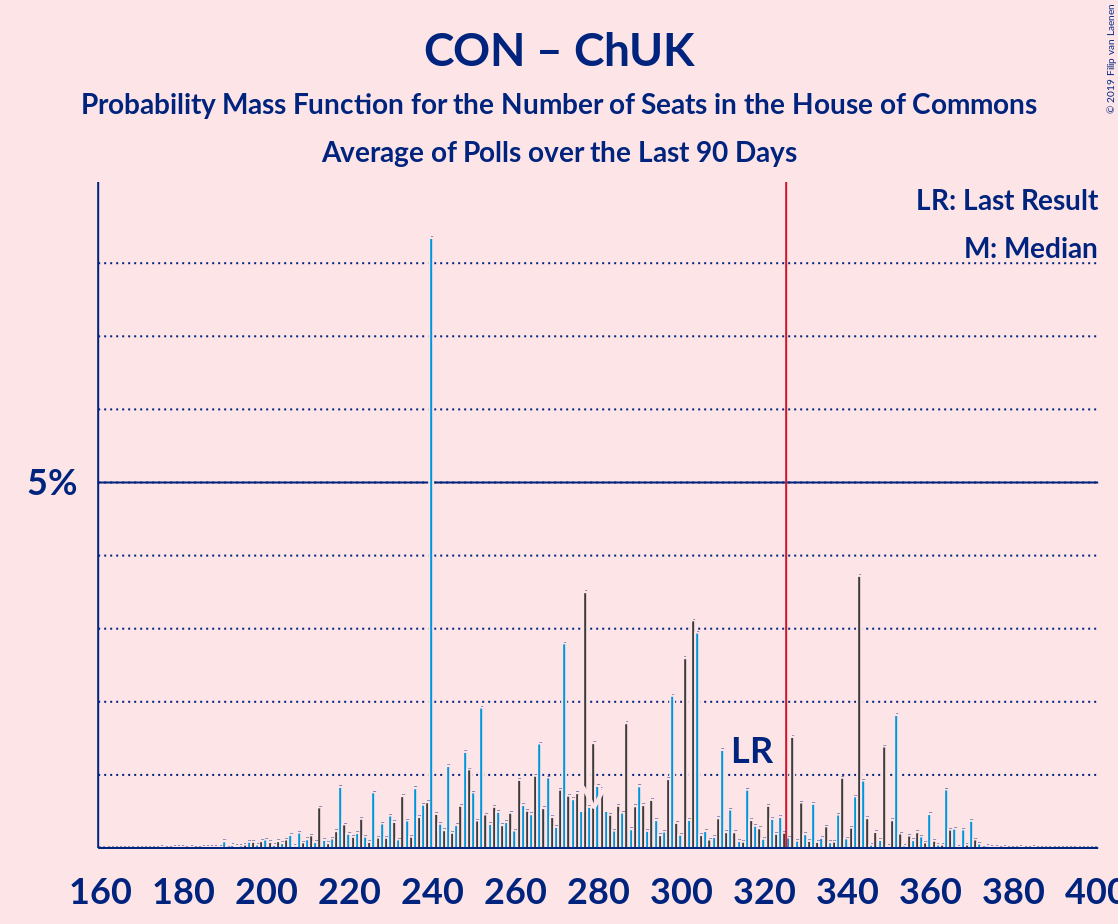 CON – ChUK
Probability Mass Function for the Number of Seats in the House of Commons
Average of Polls over the Last 90 Days
© 2019 Filip van Laenen
LR: Last Result
M: Median
5%
LR
160 180 200 220 240 260 280 300 320 340 360 380 400